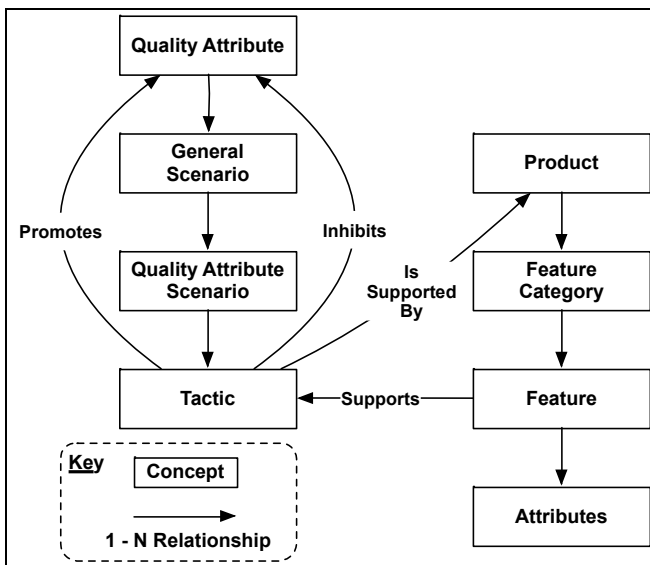 Quality Attribute
General
Scenario
Product
Promotes
Inhibits
Is
Supported
By
Quality Attribute
Scenario
Feature
Category
Tactic
Supports
Feature
Key
Concept
1 - N Relationship
Attributes